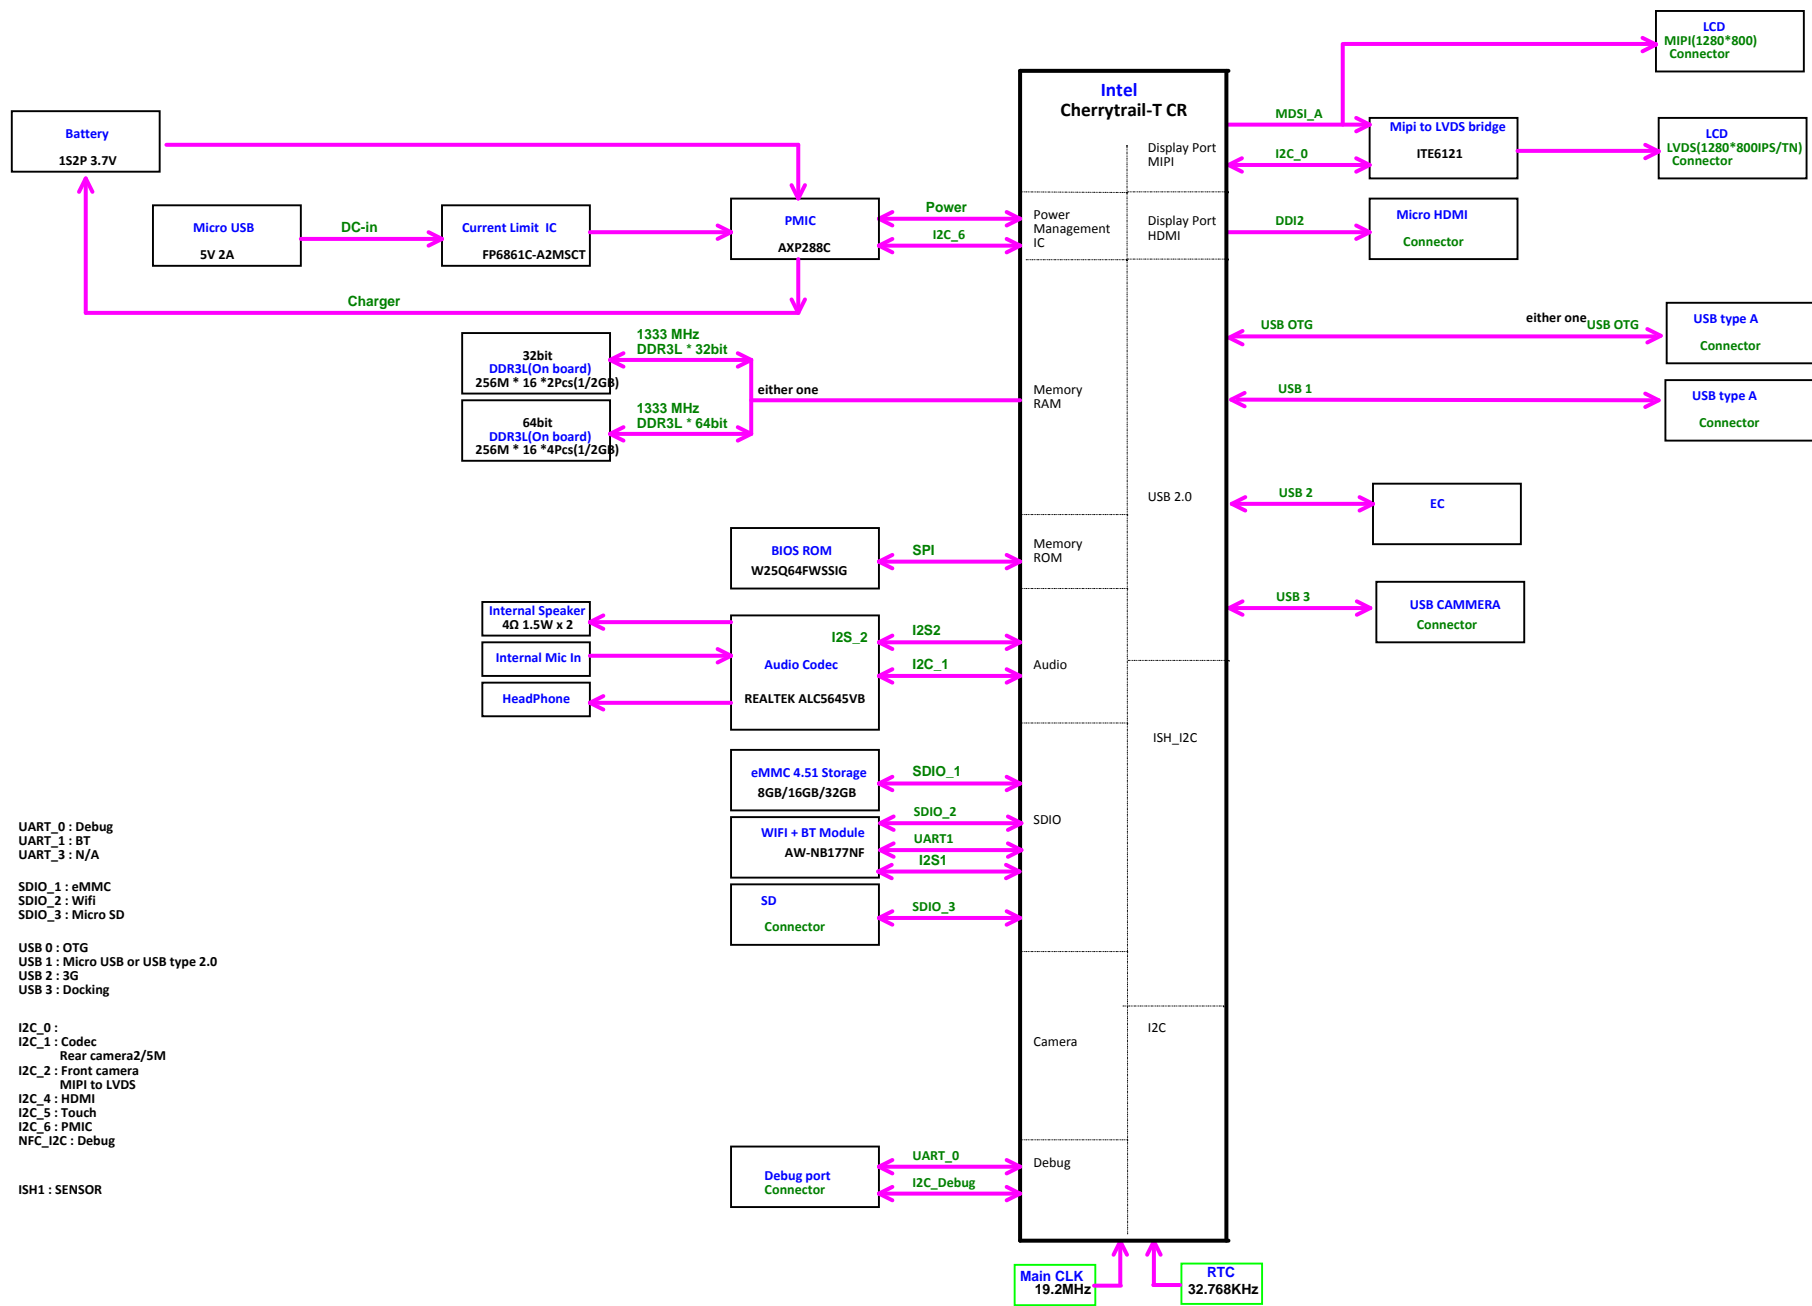 LCD
MIPI(1280*800)
Connector
Intel
Cherrytrail-T CR
MDSI_A
Mipi to LVDS bridge
ITE6121
I2C_0
LCD
LVDS(1280*800IPS/TN)
Connector
Display Port
MIPI
Battery
1S2P 3.7V
Micro USB
5V 2A
DC-in
Current Limit  IC
FP6861C-A2MSCT
PMIC
AXP288C
Power
I2C_6
Power
Management
IC
Display Port
HDMI
DDI2
Micro HDMI
Connector
Charger
32bit
DDR3L(On board)
256M * 16 *2Pcs(1/2GB)
1333 MHz
DDR3L * 32bit
either one
64bit
DDR3L(On board)
256M * 16 *4Pcs(1/2GB)
1333 MHz
DDR3L * 64bit
Memory
RAM
USB OTG
either one
USB OTG
USB type A
Connector
USB 1
USB type A
Connector
USB 2.0
USB 2
EC
BIOS ROM
W25Q64FWSSIG
SPI
Memory
ROM
USB 3
USB CAMMERA
Connector
Internal Speaker
4Ω 1.5W x 2
Internal Mic In
HeadPhone
I2S_2
Audio Codec
REALTEK ALC5645VB
I2S2
I2C_1
Audio
ISH_I2C
eMMC 4.51 Storage
8GB/16GB/32GB
SDIO_1
WIFI + BT Module
AW-NB177NF
SDIO_2
UART1
I2S1
SDIO
SD
Connector
SDIO_3
UART_0 : Debug
UART_1 : BT
UART_3 : N/A
SDIO_1 : eMMC
SDIO_2 : Wifi
SDIO_3 : Micro SD
USB 0 : OTG
USB 1 : Micro USB or USB type 2.0
USB 2 : 3G
USB 3 : Docking
I2C_0 :
I2C_1 : Codec
Rear camera2/5M
I2C_2 : Front camera
MIPI to LVDS
I2C_4 : HDMI
I2C_5 : Touch
I2C_6 : PMIC
NFC_I2C : Debug
ISH1 : SENSOR
Camera
I2C
Debug port
Connector
UART_0
I2C_Debug
Debug
Main CLK
19.2MHz
RTC
32.768KHz